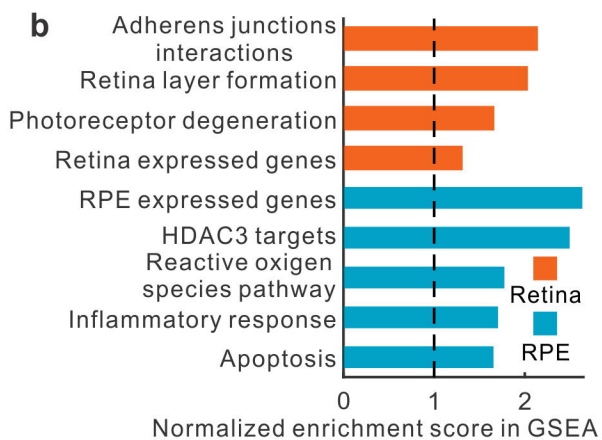 b
Adherens junctions
interactions
Retina layer formation
Photoreceptor degeneration
Retina expressed genes
RPE expressed genes
HDAC3 targets
Reactive oxigen
species pathway
Inflammatory response
Apoptosis
Retina
RPE
0 1 2
Normalized enrichment score in GSEA